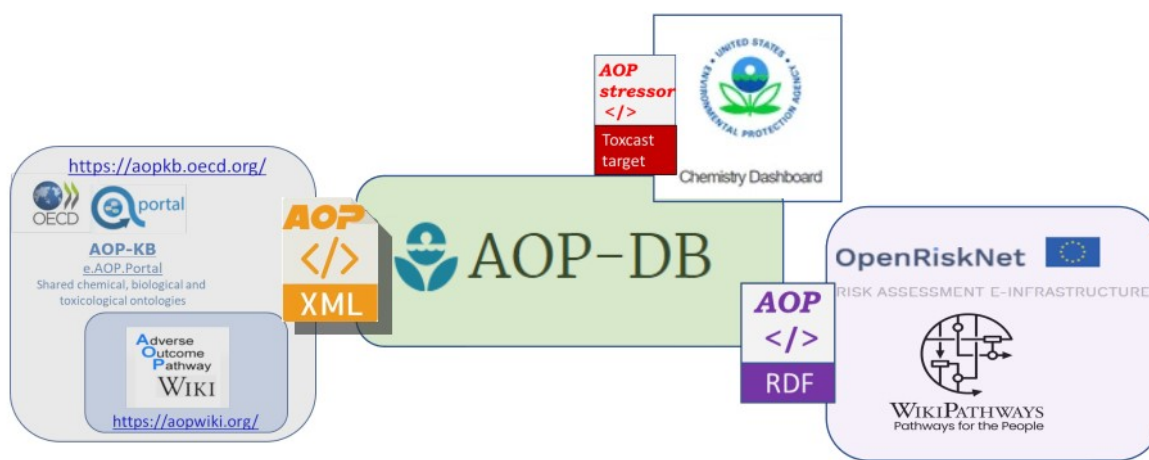 https://aopkb.oecd.org/
OECD
portal
AOP-KB
e.AOP.Portal
Shared chemical, biological and
toxicological ontologies
Adverse
Outcome
Pathway
WIKI
https://aopwiki.org/
AOP
</>
XML
AOP-DB
AOP
stressor
</>
Toxcast
target
UNITED STATES
ENVIRONMENTAL PROTECTION AGENCY
Chemistry Dashboard
AOP
</>
RDF
OpenRiskNet
RISK ASSESSMENT E-INFRASTRUCTURE
WIKIPATHWAYS
Pathways for the People